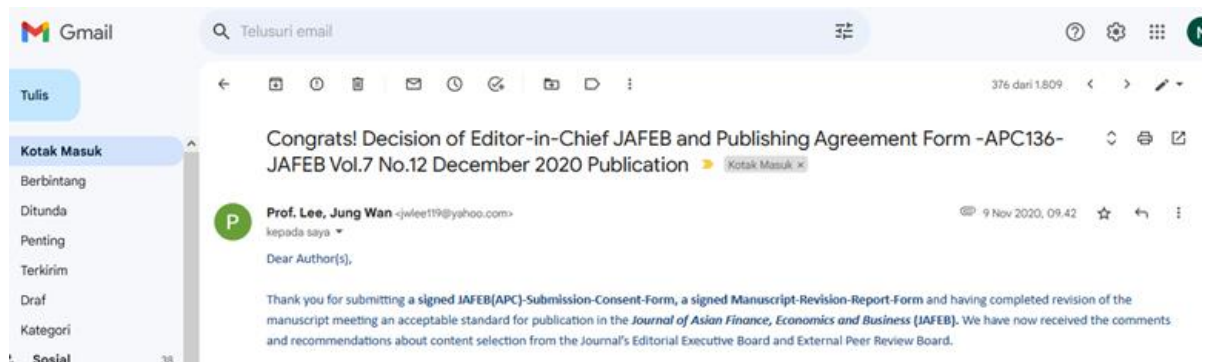 Gmail
Telusuri email
Tulis
376 dari 1.809
Kotak Masuk
Berbintang
Ditunda
Penting
Terkirim
Draf
Kategori
Sosial 38
Congrats! Decision of Editor-in-Chief JAFEB and Publishing Agreement Form -APC136-
JAFEB Vol.7 No.12 December 2020 Publication Kotak Masuk ×
P
Prof. Lee, Jung Wan <jwlee119@yahoo.com>
9 Nov 2020, 09.42
kepada saya
Dear Author(s),
Thank you for submitting a signed JAFEB(APC)-Submission-Consent-Form, a signed Manuscript-Revision-Report-Form and having completed revision of the
manuscript meeting an acceptable standard for publication in the Journal of Asian Finance, Economics and Business (JAFEB). We have now received the comments
and recommendations about content selection from the Journal's Editorial Executive Board and External Peer Review Board.